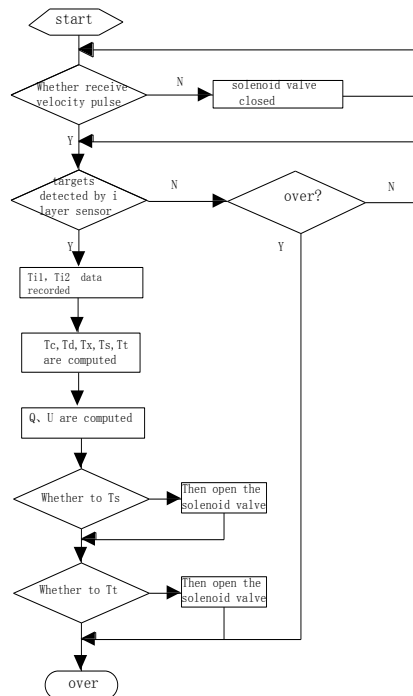 start
Whether receive
velocity pulse
N
solenoid valve
closed
Y
targets
detected by i
layer sensor
N
over?
N
Y
Y
Ti1, Ti2 data
recorded
Tc,Td,Tx,Ts,Tt
are computed
Q、U are computed
Whether to Ts
Then open the
solenoid valve
Whether to Tt
Then open the
solenoid valve
over